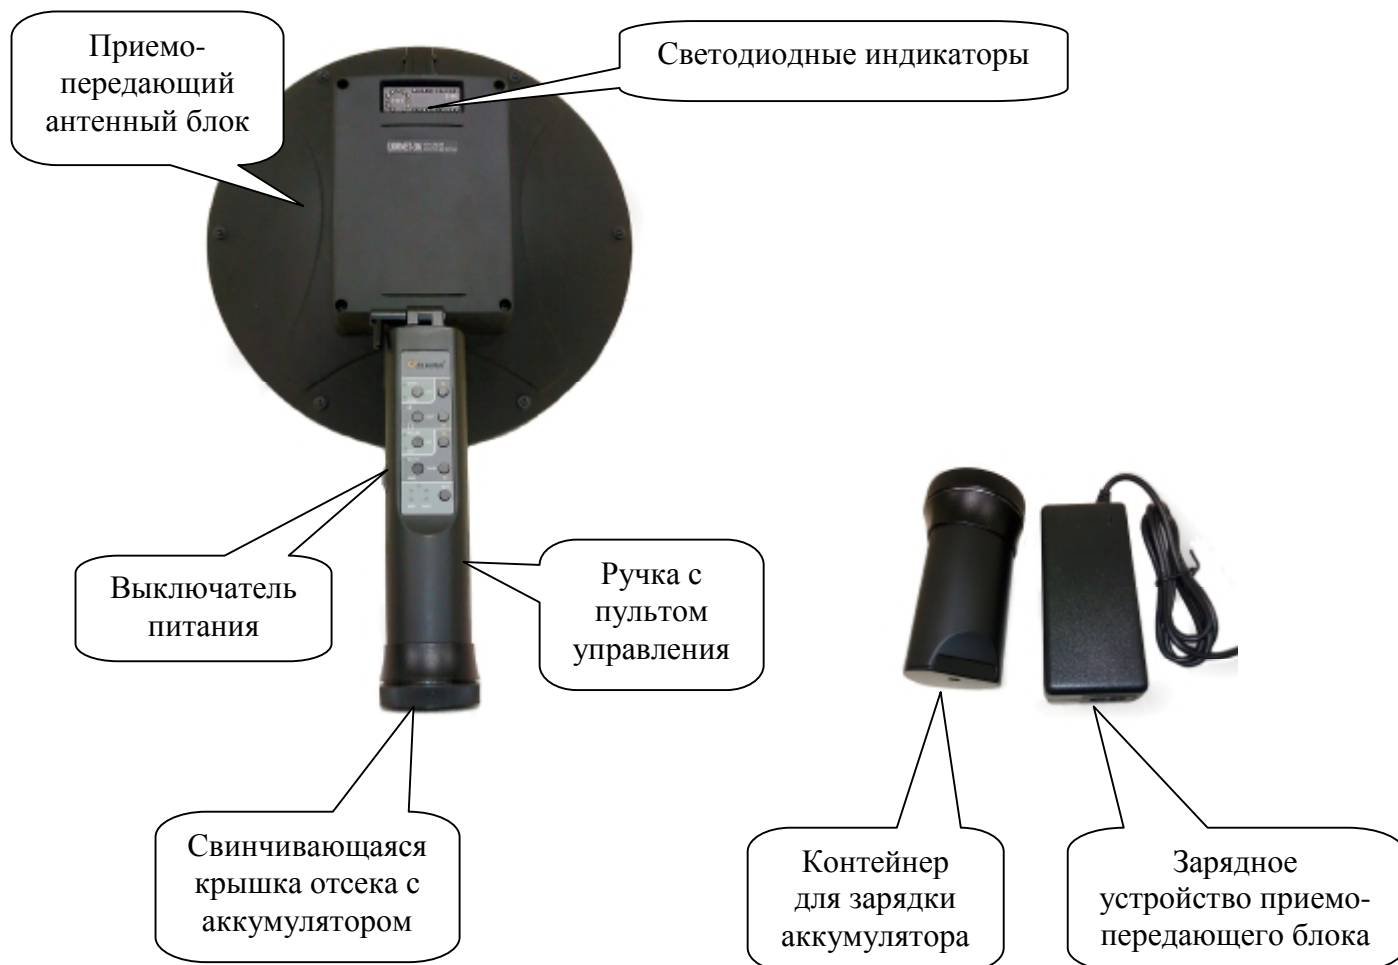 Приемо-
передающий
антенный блок
Светодиодные индикаторы
Выключатель
питания
Ручка с
пультом
управления
Свинчивающаяся
крышка отсека с
аккумулятором
Контейнер
для зарядки
аккумулятора
Зарядное
устройство приемо-
передающего блока